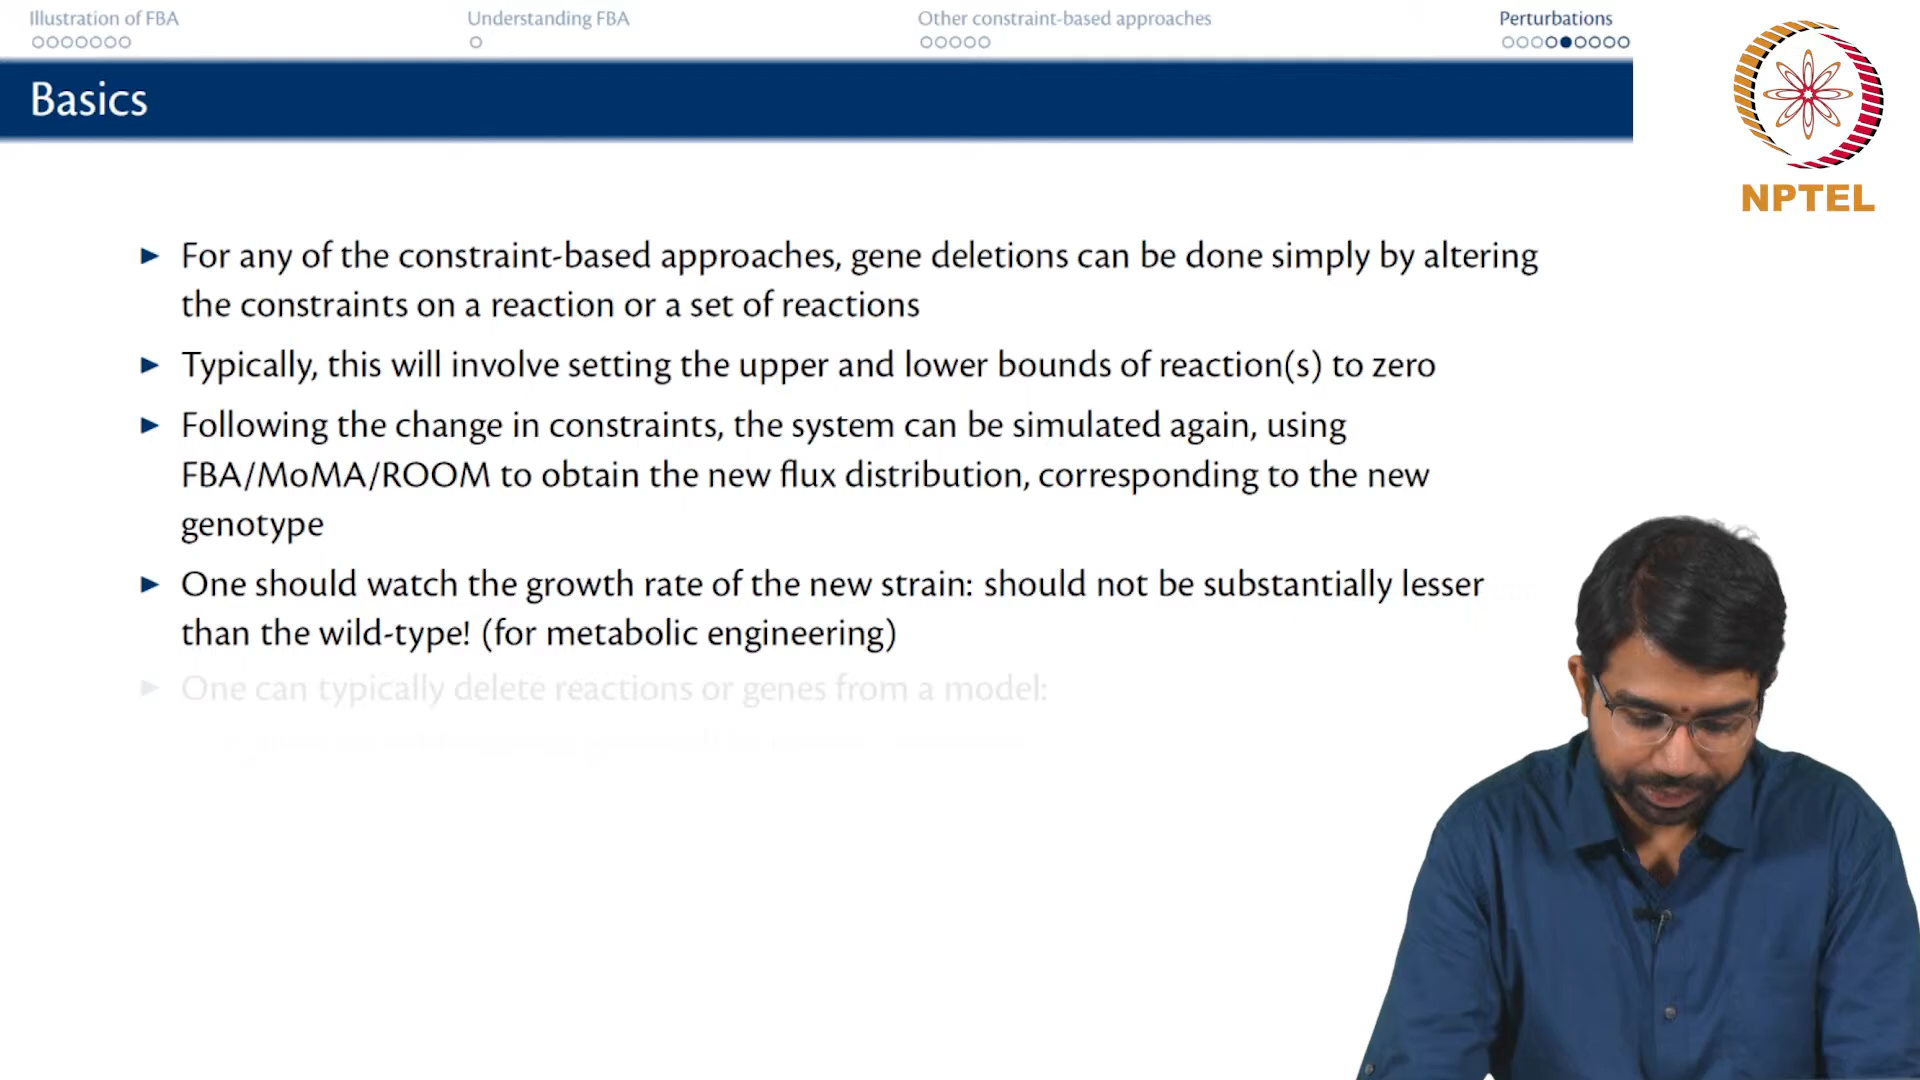 Illustration of FBA
Understanding FBA
Other constraint-based approaches
Perturbations
Basics
NPTEL
► For any of the constraint-based approaches, gene deletions can be done simply by altering
the constraints on a reaction or a set of reactions
► Typically, this will involve setting the upper and lower bounds of reaction(s) to zero
► Following the change in constraints, the system can be simulated again, using
FBA/MoMA/ROOM to obtain the new flux distribution, corresponding to the new
genotype
► One should watch the growth rate of the new strain: should not be substantially lesser
than the wild-type! (for metabolic engineering)
► One can typically delete reactions or genes from a model: